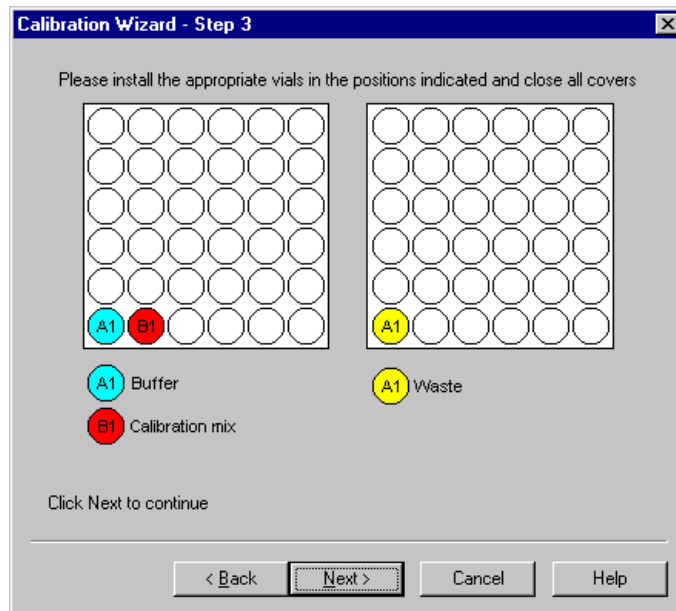 Calibration Wizard - Step 3
Please install the appropriate vials in the positions indicated and close all covers
A1 B1
A1
A1 Buffer
A1 Waste
B1 Calibration mix
Click Next to continue
< Back
Next >
Cancel
Help